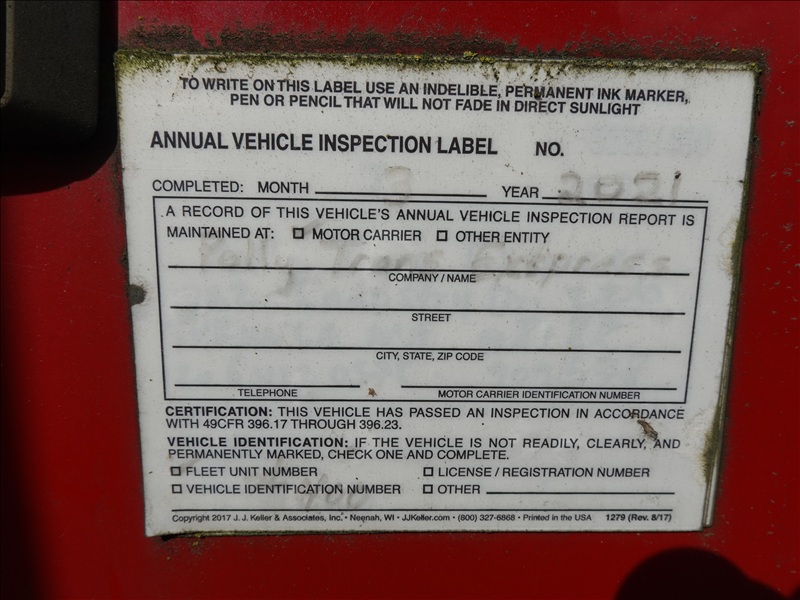 TO WRITE ON THIS LABEL USE AN INDELIBLE, PERMANENT INK MARKER,
PEN OR PENCIL THAT WILL NOT FADE IN DIRECT SUNLIGHT
ANNUAL VEHICLE INSPECTION LABEL NO.
COMPLETED: MONTH YEAR 2021
A RECORD OF THIS VEHICLE'S ANNUAL VEHICLE INSPECTION REPORT IS
MAINTAINED AT: MOTOR CARRIER OTHER ENTITY
Trans Express
COMPANY / NAME
STREET
CITY, STATE, ZIP CODE
TELEPHONE MOTOR CARRIER IDENTIFICATION NUMBER
CERTIFICATION: THIS VEHICLE HAS PASSED AN INSPECTION IN ACCORDANCE
WITH 49CFR 396.17 THROUGH 396.23.
VEHICLE IDENTIFICATION: IF THE VEHICLE IS NOT READILY, CLEARLY, AND
PERMANENTLY MARKED, CHECK ONE AND COMPLETE.
FLEET UNIT NUMBER LICENSE / REGISTRATION NUMBER
VEHICLE IDENTIFICATION NUMBER OTHER
Copyright 2017 J. J. Keller & Associates, Inc. • Neenah, WI • JJKeller.com • (800) 327-6868 • Printed in the USA 1279 (Rev. 8/17)